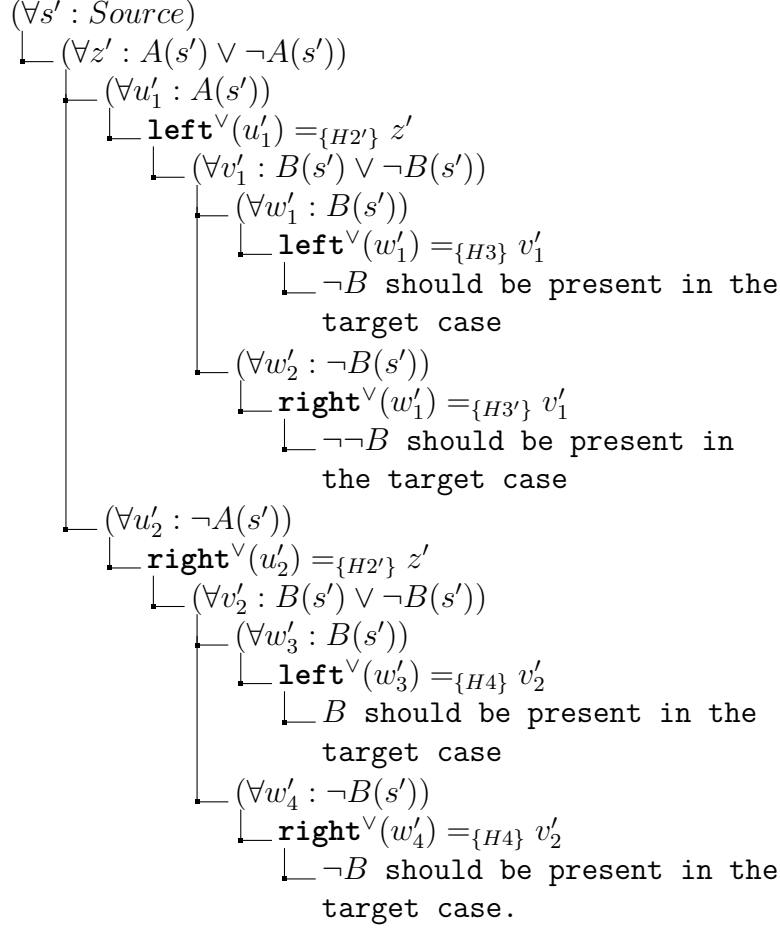 (∀s′ : Source)
(∀z′ : A(s′) ∨ ¬A(s′))
(∀u′₁ : A(s′))
left^∨(u′₁) =_{H2′} z′
(∀v′₁ : B(s′) ∨ ¬B(s′))
(∀w′₁ : B(s′))
left^∨(w′₁) =_{H3} v′₁
¬B should be present in the
target case
(∀w′₂ : ¬B(s′))
right^∨(w′₁) =_{H3′} v′₁
¬¬B should be present in
the target case
(∀u′₂ : ¬A(s′))
right^∨(u′₂) =_{H2′} z′
(∀v′₂ : B(s′) ∨ ¬B(s′))
(∀w′₃ : B(s′))
left^∨(w′₃) =_{H4} v′₂
B should be present in the
target case
(∀w′₄ : ¬B(s′))
right^∨(w′₄) =_{H4} v′₂
¬B should be present in the
target case.